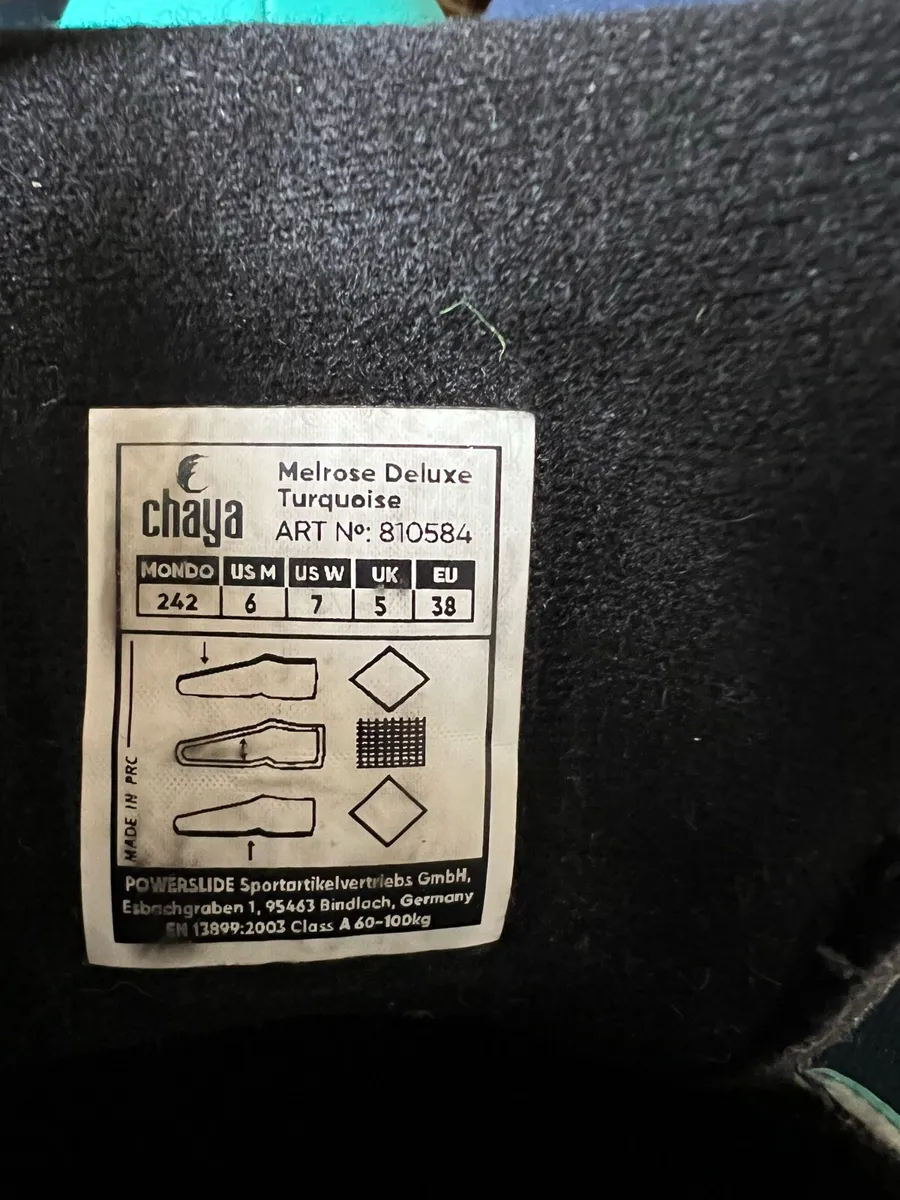 chaya
Melrose Deluxe
Turquoise
ART Nº: 810584
MONDO US M US W UK EU
242 6 7 5 38
MADE IN PRC
POWERSLIDE Sportartikelvertriebs GmbH,
Esbachgraben 1, 95463 Bindlach, Germany
EN 13899:2003 Class A 60-100kg